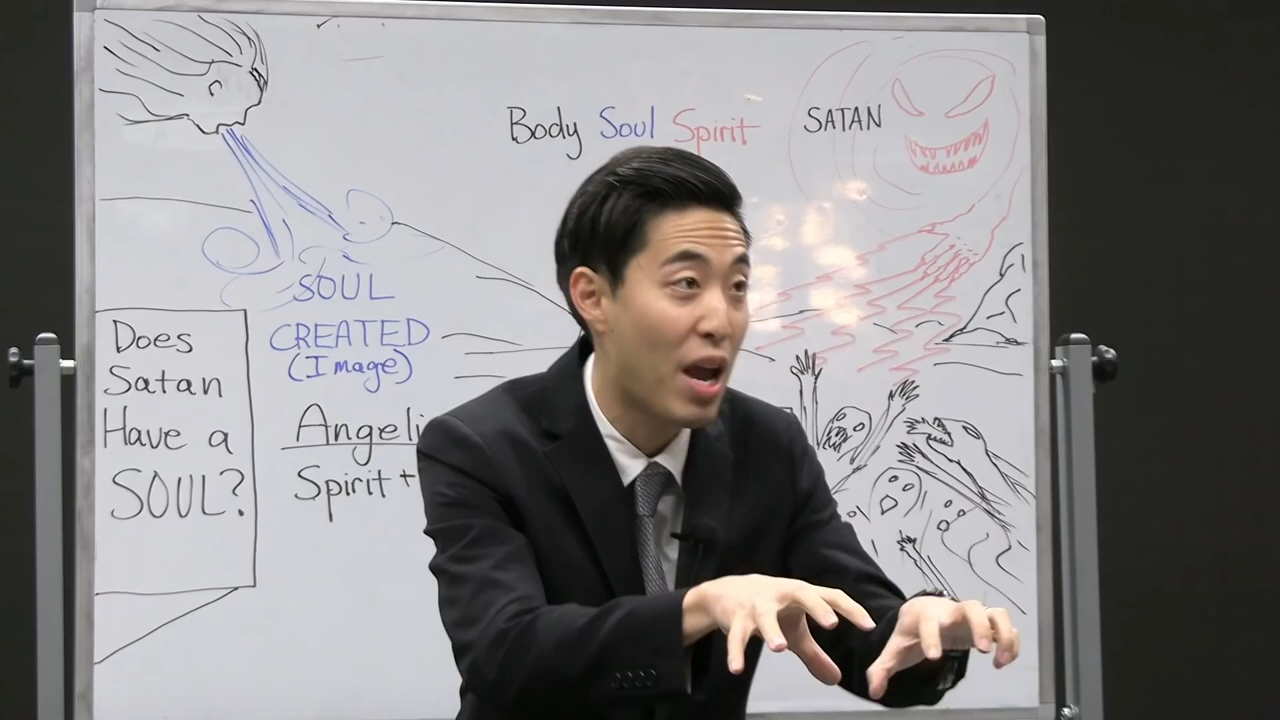 Body Soul Spirit
SATAN
SOUL
CREATED
(Image)
Does
Satan
Have a
SOUL?
Spirit +